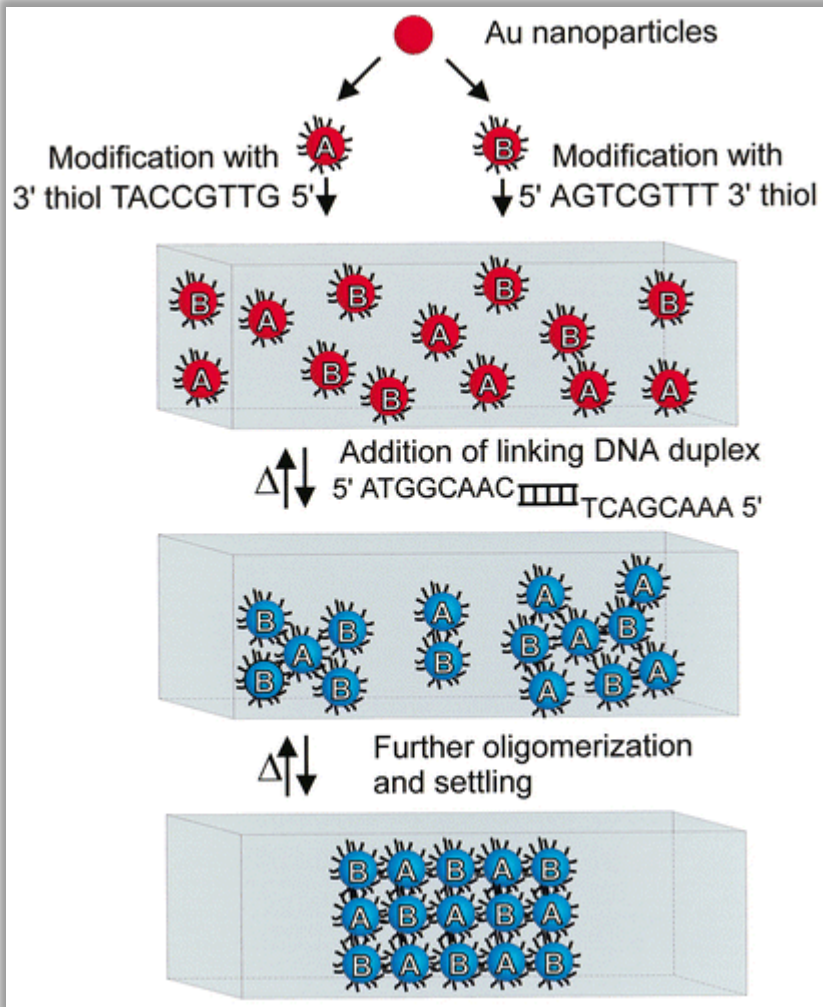 Au nanoparticles
A
B
Modification with
3' thiol TACCGTTG 5'
Modification with
5' AGTCGTTT 3' thiol
B
A
B
B
B
A
A
B
B
B
A
A
A
A
Addition of linking DNA duplex
Δ
5' ATGGCAAC
TCAGCAAA 5'
B
B
A
B
B
A
B
A
A
B
A
B
A
B
A
Further oligomerization
and settling
Δ
B A B A B
A B A B A
B A B A B